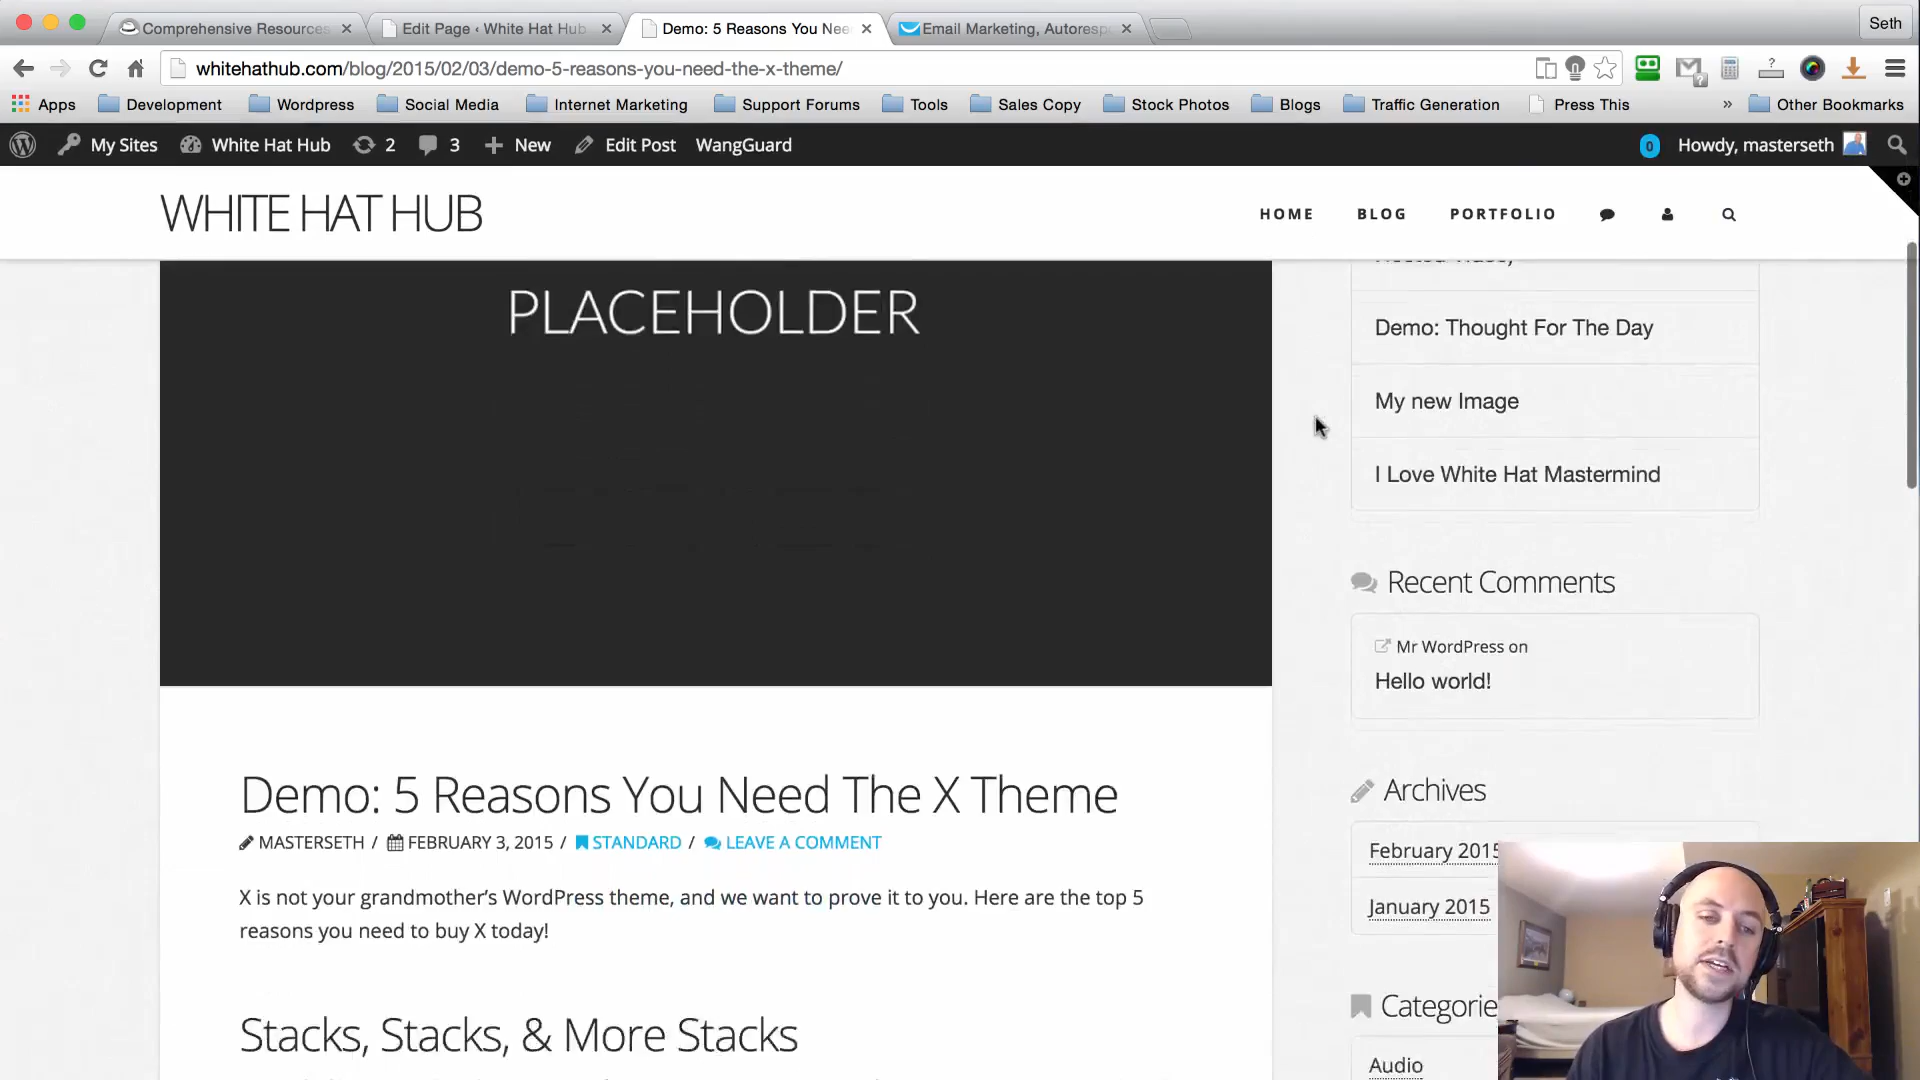 Comprehensive Resources
Edit Page ‹ White Hat Hub
Demo: 5 Reasons You Nee
Email Marketing, Autoresp
Seth
whitehathub.com/blog/2015/02/03/demo-5-reasons-you-need-the-x-theme/
Apps Development Wordpress Social Media Internet Marketing Support Forums Tools Sales Copy Stock Photos Blogs Traffic Generation Press This » Other Bookmarks
My Sites White Hat Hub 2 3 New Edit Post WangGuard 0 Howdy, masterseth
WHITE HAT HUB
HOME BLOG PORTFOLIO
PLACEHOLDER
Demo: 5 Reasons You Need The X Theme
MASTERSETH / FEBRUARY 3, 2015 / STANDARD / LEAVE A COMMENT
X is not your grandmother’s WordPress theme, and we want to prove it to you. Here are the top 5
reasons you need to buy X today!
Stacks, Stacks, & More Stacks
Demo: Thought For The Day
My new Image
I Love White Hat Mastermind
Recent Comments
Mr WordPress on
Hello world!
Archives
February 2015
January 2015
Categorie
Audio